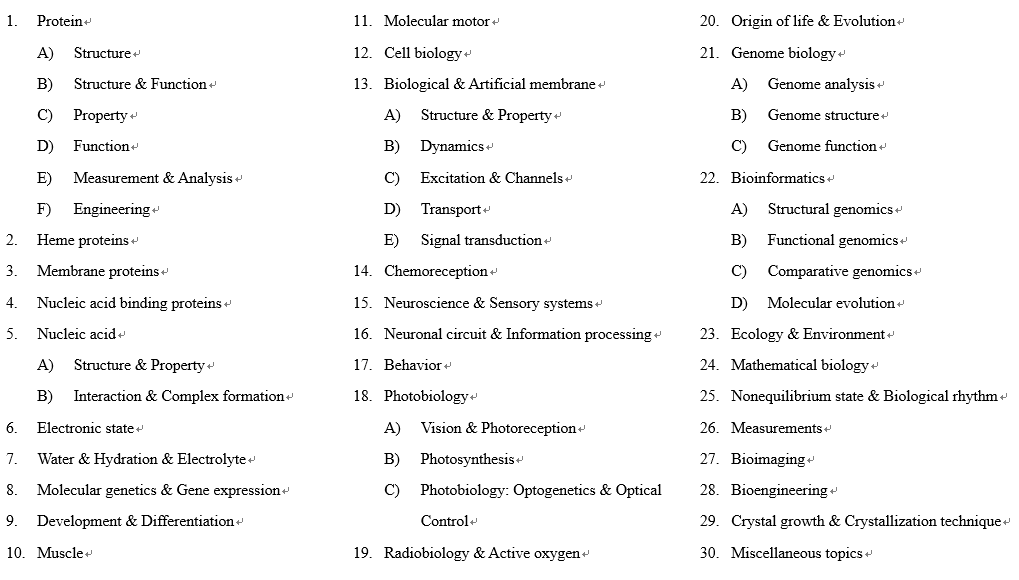 1. Protein
A) Structure
B) Structure & Function
C) Property
D) Function
E) Measurement & Analysis
F) Engineering
2. Heme proteins
3. Membrane proteins
4. Nucleic acid binding proteins
5. Nucleic acid
A) Structure & Property
B) Interaction & Complex formation
6. Electronic state
7. Water & Hydration & Electrolyte
8. Molecular genetics & Gene expression
9. Development & Differentiation
10. Muscle
11. Molecular motor
12. Cell biology
13. Biological & Artificial membrane
A) Structure & Property
B) Dynamics
C) Excitation & Channels
D) Transport
E) Signal transduction
14. Chemoreception
15. Neuroscience & Sensory systems
16. Neuronal circuit & Information processing
17. Behavior
18. Photobiology
A) Vision & Photoreception
B) Photosynthesis
C) Photobiology: Optogenetics & Optical
Control
19. Radiobiology & Active oxygen
20. Origin of life & Evolution
21. Genome biology
A) Genome analysis
B) Genome structure
C) Genome function
22. Bioinformatics
A) Structural genomics
B) Functional genomics
C) Comparative genomics
D) Molecular evolution
23. Ecology & Environment
24. Mathematical biology
25. Nonequilibrium state & Biological rhythm
26. Measurements
27. Bioimaging
28. Bioengineering
29. Crystal growth & Crystallization technique
30. Miscellaneous topics